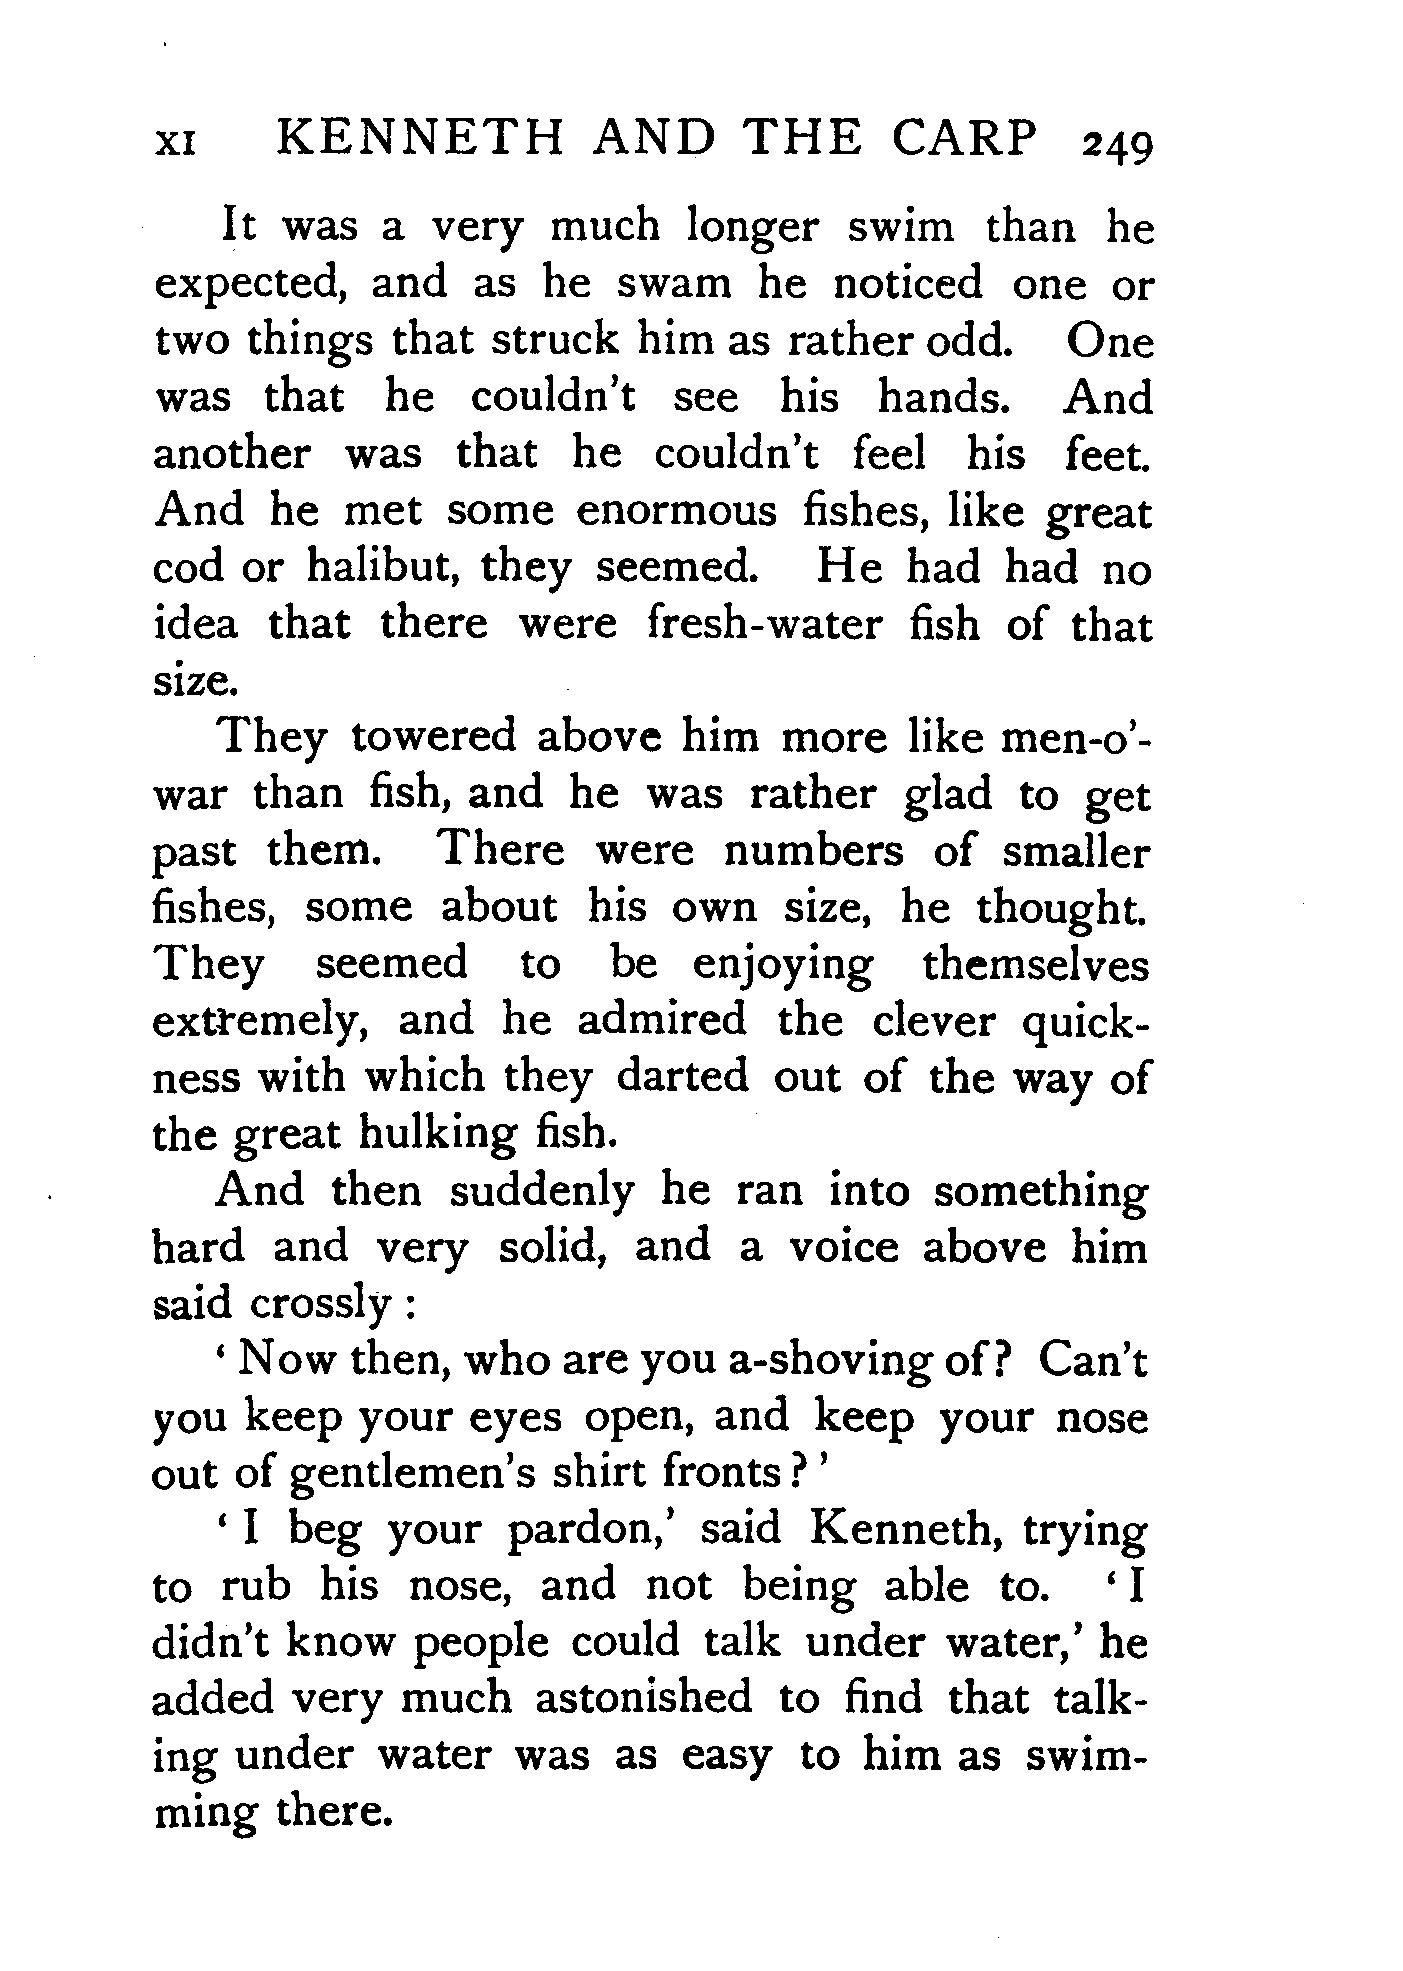 XI KENNETH AND THE CARP 249
It was a very much longer swim than he
expected, and as he swam he noticed one or
two things that struck him as rather odd. One
was that he couldn't see his hands. And
another was that he couldn't feel his feet.
And he met some enormous fishes, like great
cod or halibut, they seemed. He had had no
idea that there were fresh-water fish of that
size.
They towered above him more like men-o'-
war than fish, and he was rather glad to get
past them. There were numbers of smaller
fishes, some about his own size, he thought.
They seemed to be enjoying themselves
extremely, and he admired the clever quick-
ness with which they darted out of the way of
the great hulking fish.
And then suddenly he ran into something
hard and very solid, and a voice above him
said crossly :
‘ Now then, who are you a-shoving of? Can't
you keep your eyes open, and keep your nose
out of gentlemen's shirt fronts ? ’
‘ I beg your pardon,’ said Kenneth, trying
to rub his nose, and not being able to. ‘ I
didn't know people could talk under water,’ he
added very much astonished to find that talk-
ing under water was as easy to him as swim-
ming there.